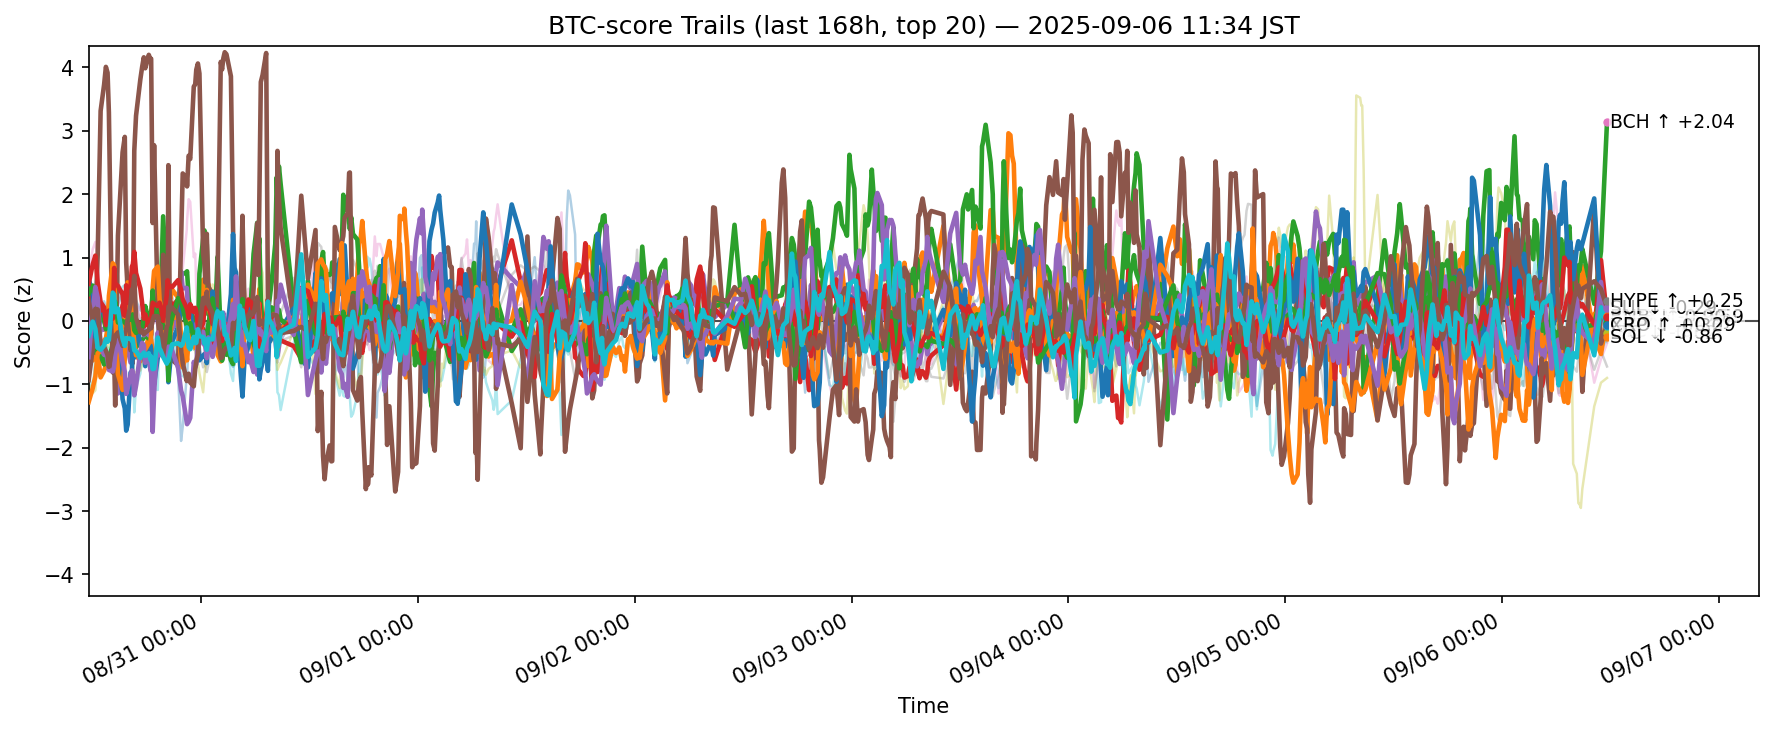 BTC-score Trails (last 168h, top 20) — 2025-09-06 11:34 JST
Score (z)
4
3
2
1
0
−1
−2
−3
−4
BCH ↑ +2.04
HYPE ↑ +0.25
CRO ↑ +0.29
SOL ↓ -0.86
08/31 00:00
09/01 00:00
09/02 00:00
09/03 00:00
09/04 00:00
09/05 00:00
09/06 00:00
09/07 00:00
Time